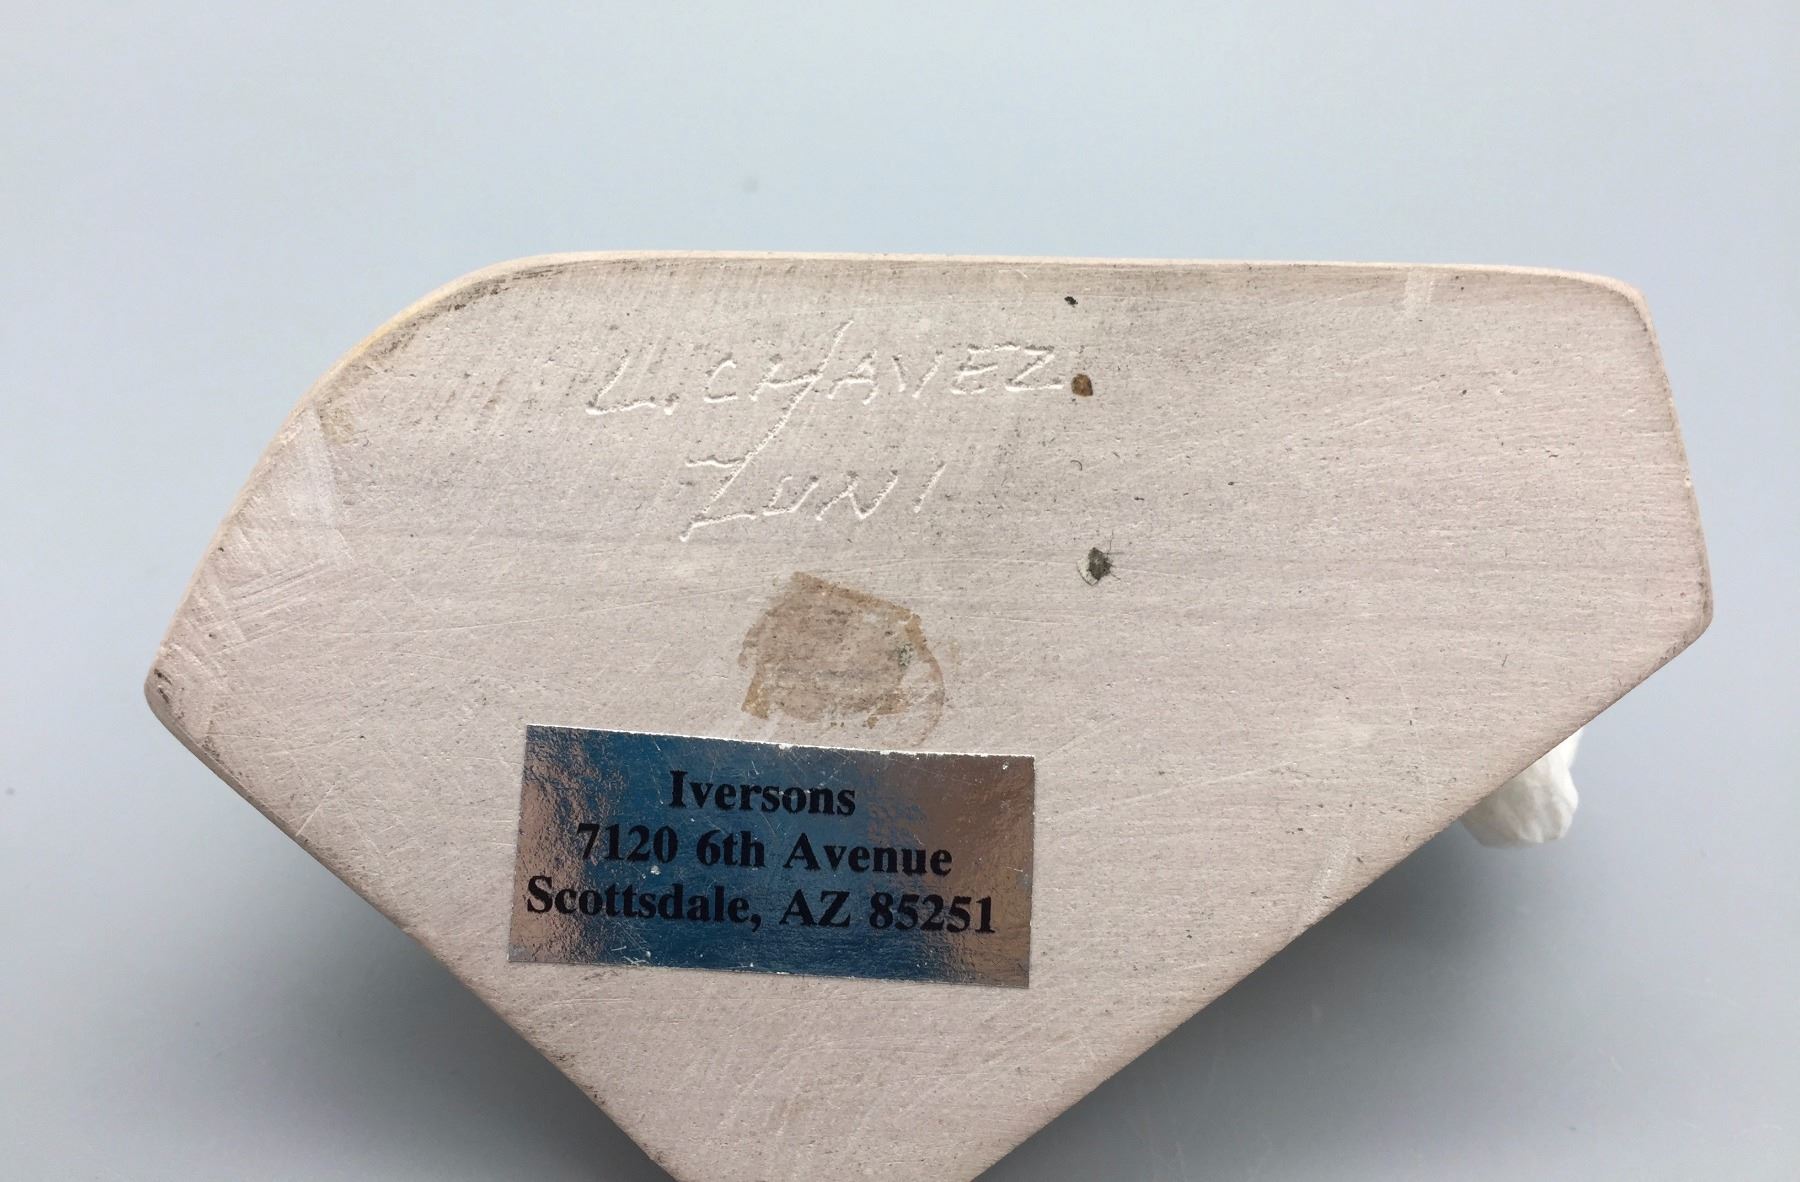 L. CHAVEZ
ZUNI
Iversons
7120 6th Avenue
Scottsdale, AZ 85251